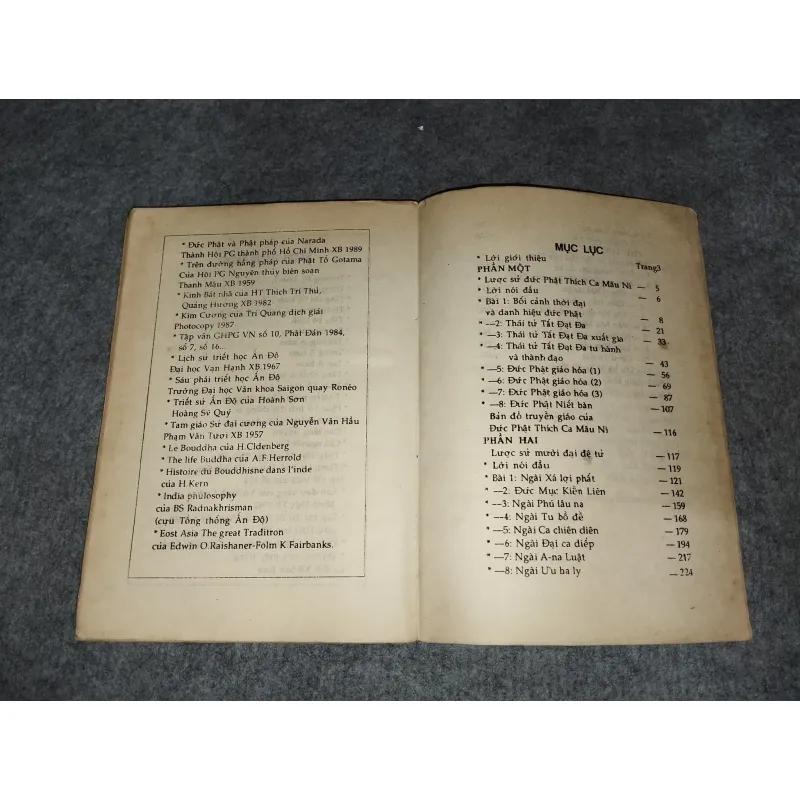 * Đức Phật và Phật pháp của Narada
Thành Hội PG thành phố Hồ Chí Minh XB 1989
* Trên đường hồng pháp của Phật Tổ Gotama
Của Hôi PG Nguyên thủy biên soạn
Thanh Mâu XB 1959
* Kinh Bát nhã của HT Thích Trí Thủ,
Quảng Hương XB 1982
* Kim Cương của Trí Quang dịch giải
Photocopy 1987
* Tập văn GHPG VN số 10, Phật Đản 1984,
số 7, số 16...
* Lịch sử triết học Ấn Độ
Đại học Vạn Hạnh XB 1967
* Sáu phái triết học Ấn Độ
Trường Đại học Văn khoa Saigon quay Ronéo
* Triết sử Ấn Độ của Hoành Sơn
Hoàng Sĩ Quý
* Tam giáo Sử đại cương của Nguyễn Văn Hầu
Phạm Văn Tươi XB 1957
* Le Bouddha của H.Cldenberg
* The life Buddha của A.F.Herrold
* Histoire du Bouddhisne dans l'inde
của H.Kern
* India philusophy
của BS Radnakhrisman
(cựu Tổng thống Ấn Độ)
* Eost Asia The great Traditron
của Edwin O.Raishaner-Folm K Fairbanks.
MỤC LỤC
* Lời giới thiệu Trang3
PHẦN MỘT
* Lược sử đức Phật Thích Ca Mâu Ni — 5
* Lời nói đầu — 6
* Bài 1: Bối cảnh thời đại
và danh hiệu đức Phật — 8
" —2: Thái tử Tất Đạt Đa — 21
" —3: Thái tử Tất Đạt Đa xuất gia — 33
" —4: Thái tử Tất Đạt Đa tu hành
và thành đạo — 43
" —5: Đức Phật giáo hóa (1) — 56
" —6: Đức Phật giáo hóa (2) — 69
" —7: Đức Phật giáo hóa (3) — 87
" —8: Đức Phật Niết bàn —107
Bản đồ truyền giáo của
Đức Phật Thích Ca Mâu Ni —116
PHẦN HAI
Lược sử mười đại đệ tử —117
* Lời nói đầu —119
* Bài 1: Ngài Xá lợi phất —121
" —2: Đức Mục Kiền Liên —142
" —3: Ngài Phú lâu na —159
" —4: Ngài Tu bồ đề —168
" —5: Ngài Ca chiên diên —179
" —6: Ngài Đại ca diếp —194
" —7: Ngài A-na Luật —217
" —8: Ngài Ưu ba ly —224